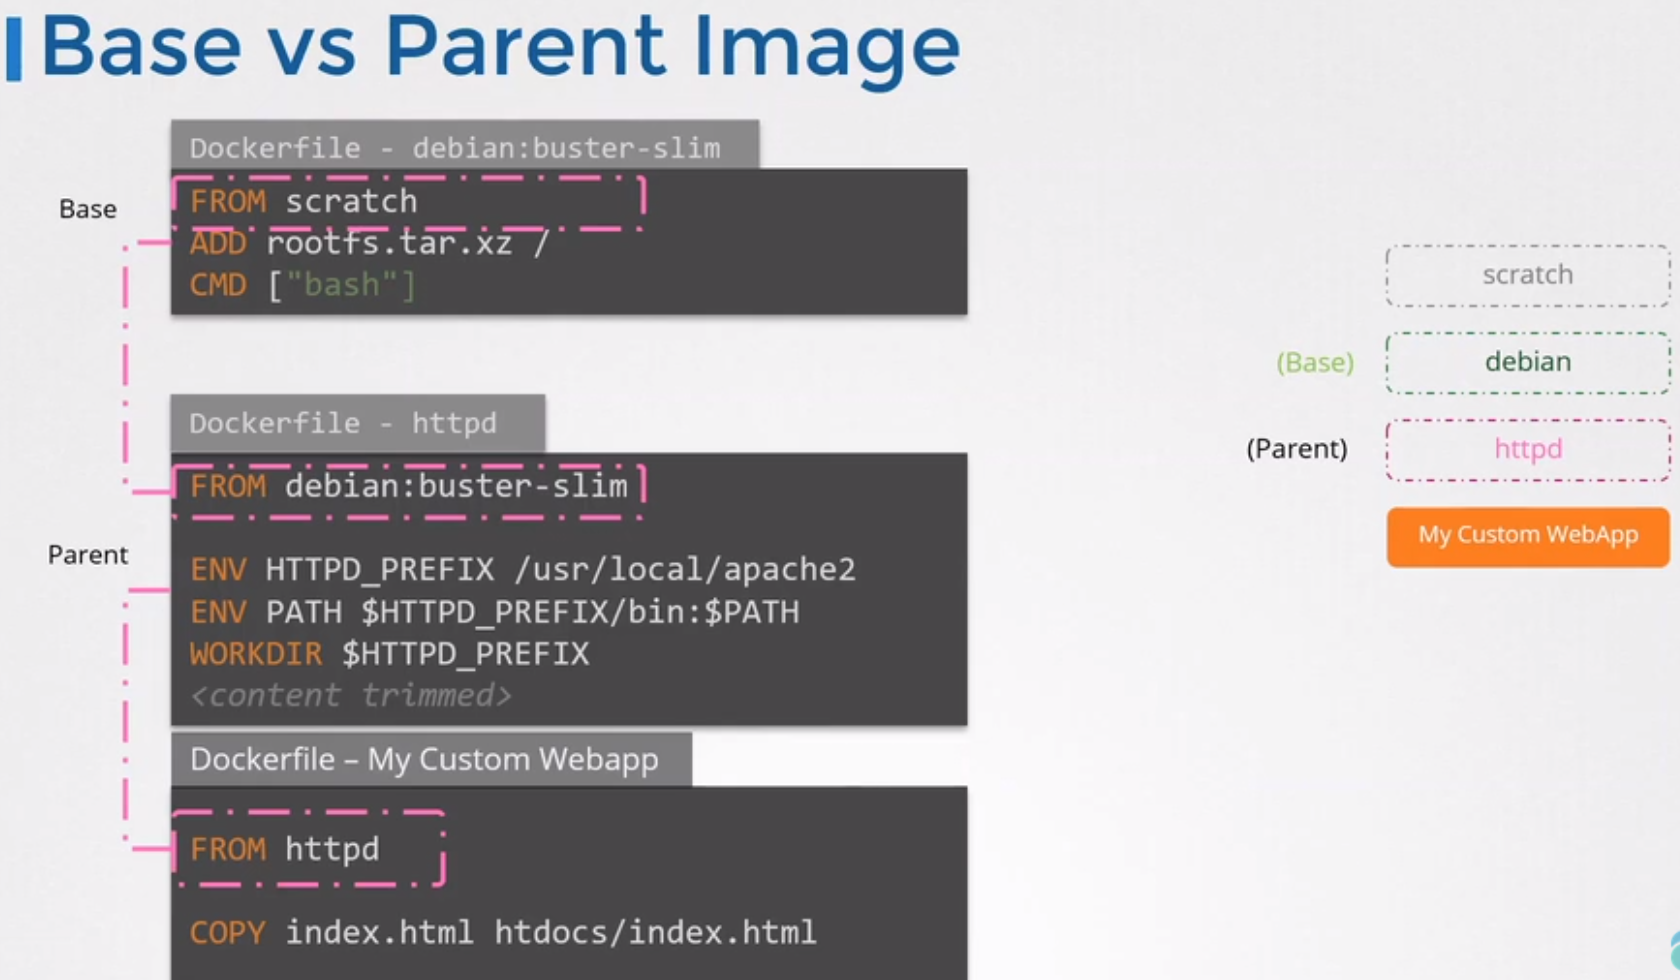 Base vs Parent Image
Dockerfile - debian:buster-slim
Base
FROM scratch
ADD rootfs.tar.xz /
CMD ["bash"]
Dockerfile - httpd
FROM debian:buster-slim
Parent
ENV HTTPD_PREFIX /usr/local/apache2
ENV PATH $HTTPD_PREFIX/bin:$PATH
WORKDIR $HTTPD_PREFIX
<content trimmed>
Dockerfile – My Custom Webapp
FROM httpd
COPY index.html htdocs/index.html
scratch
(Base) debian
(Parent) httpd
My Custom WebApp